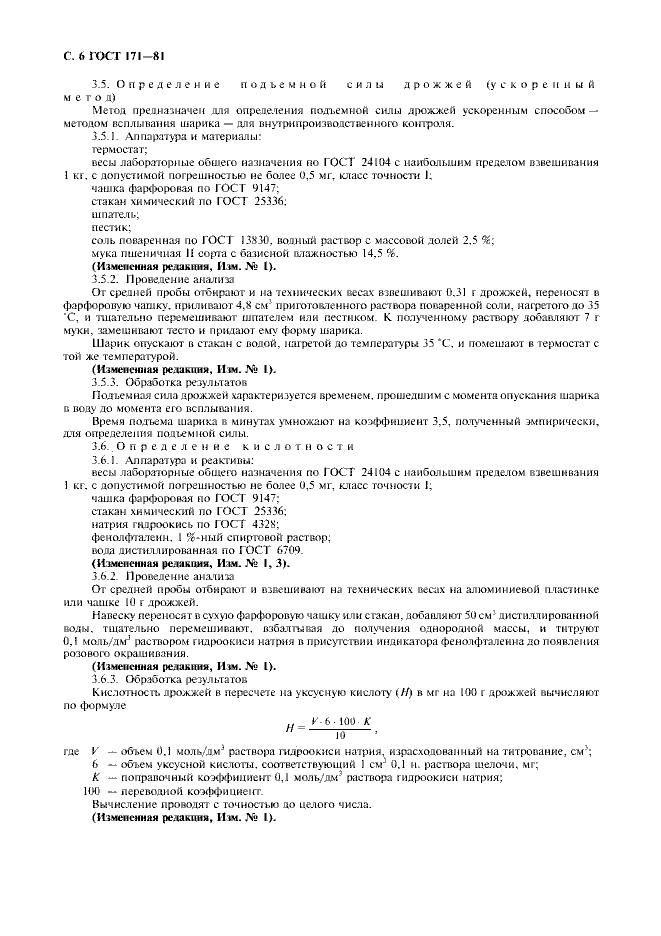 С. 6 ГОСТ 171—81
3.5. Определение подъемной силы дрожжей (ускоренный
метод)
Метод предназначен для определения подъемной силы дрожжей ускоренным способом —
методом всплывания шарика — для внутрипроизводственного контроля.
3.5.1. Аппаратура и материалы:
термостат;
весы лабораторные общего назначения по ГОСТ 24104 с наибольшим пределом взвешивания
1 кг, с допустимой погрешностью не более 0,5 мг, класс точности I;
чашка фарфоровая по ГОСТ 9147;
стакан химический по ГОСТ 25336;
шпатель;
пестик;
соль поваренная по ГОСТ 13830, водный раствор с массовой долей 2,5 %;
мука пшеничная II сорта с базисной влажностью 14,5 %.
(Измененная редакция, Изм. № 1).
3.5.2. Проведение анализа
От средней пробы отбирают и на технических весах взвешивают 0,31 г дрожжей, переносят в
фарфоровую чашку, приливают 4,8 см³ приготовленного раствора поваренной соли, нагретого до 35
°С, и тщательно перемешивают шпателем или пестиком. К полученному раствору добавляют 7 г
муки, замешивают тесто и придают ему форму шарика.
Шарик опускают в стакан с водой, нагретой до температуры 35 °С, и помещают в термостат с
той же температурой.
(Измененная редакция, Изм. № 1).
3.5.3. Обработка результатов
Подъемная сила дрожжей характеризуется временем, прошедшим с момента опускания шарика
в воду до момента его всплывания.
Время подъема шарика в минутах умножают на коэффициент 3,5, полученный эмпирически,
для определения подъемной силы.
3.6. Определение кислотности
3.6.1. Аппаратура и реактивы:
весы лабораторные общего назначения по ГОСТ 24104 с наибольшим пределом взвешивания
1 кг, с допустимой погрешностью не более 0,5 мг, класс точности I;
чашка фарфоровая по ГОСТ 9147;
стакан химический по ГОСТ 25336;
натрия гидроокись по ГОСТ 4328;
фенолфталеин, 1 %-ный спиртовой раствор;
вода дистиллированная по ГОСТ 6709.
(Измененная редакция, Изм. № 1, 3).
3.6.2. Проведение анализа
От средней пробы отбирают и взвешивают на технических весах на алюминиевой пластинке
или чашке 10 г дрожжей.
Навеску переносят в сухую фарфоровую чашку или стакан, добавляют 50 см³ дистиллированной
воды, тщательно перемешивают, взбалтывая до получения однородной массы, и титруют
0,1 моль/дм³ раствором гидроокиси натрия в присутствии индикатора фенолфталеина до появления
розового окрашивания.
(Измененная редакция, Изм. № 1).
3.6.3. Обработка результатов
Кислотность дрожжей в пересчете на уксусную кислоту (H) в мг на 100 г дрожжей вычисляют
по формуле
H = V · 6 · 100 · K / 10 ,
где V — объем 0,1 моль/дм³ раствора гидроокиси натрия, израсходованный на титрование, см³;
6 — объем уксусной кислоты, соответствующий 1 см³ 0,1 н. раствора щелочи, мг;
K — поправочный коэффициент 0,1 моль/дм³ раствора гидроокиси натрия;
100 — переводной коэффициент.
Вычисление проводят с точностью до целого числа.
(Измененная редакция, Изм. № 1).